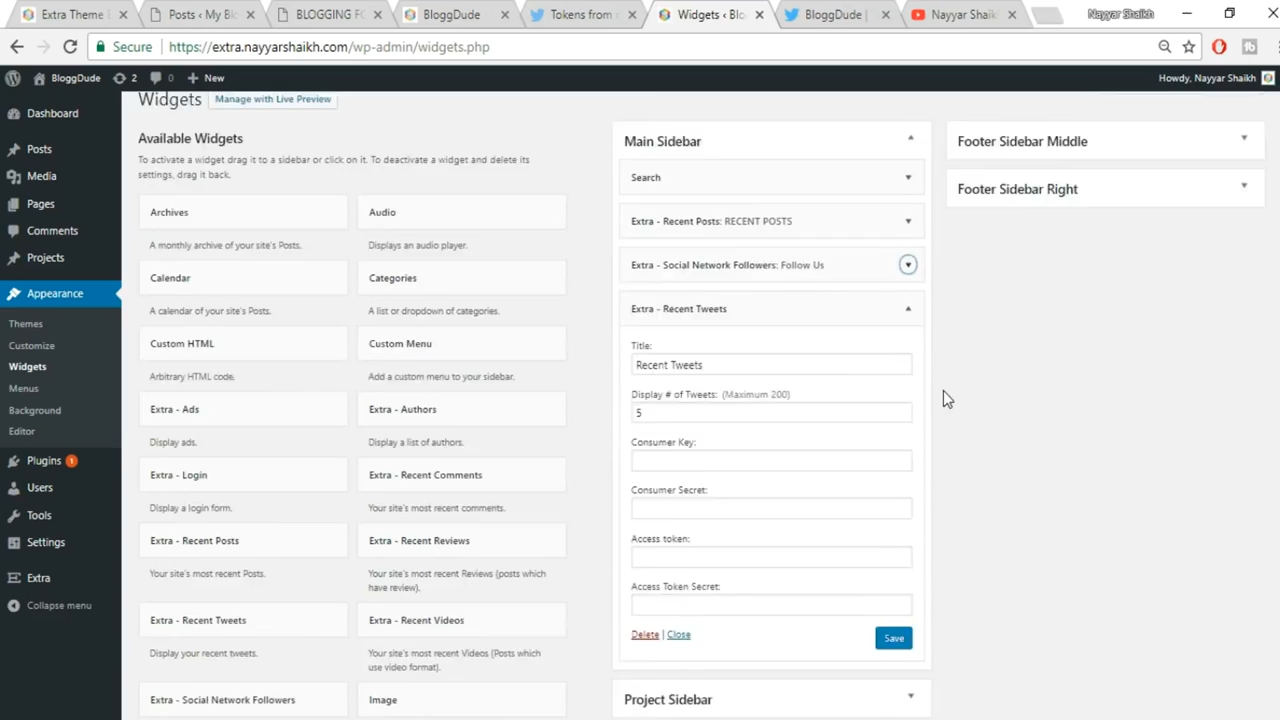 Extra Theme E
Posts ‹ My Bl
BLOGGING FO
BloggDude
Tokens from
Widgets ‹ Blo
BloggDude |
Nayyar Shaik
Nayyar Shaikh
Secure
https://extra.nayyarshaikh.com/wp-admin/widgets.php
BloggDude
2
0
New
Howdy, Nayyar Shaikh
Dashboard
Posts
Media
Pages
Comments
Projects
Appearance
Themes
Customize
Widgets
Menus
Background
Editor
Plugins 1
Users
Tools
Settings
Extra
Collapse menu
Widgets
Manage with Live Preview
Available Widgets
To activate a widget drag it to a sidebar or click on it. To deactivate a widget and delete its
settings, drag it back.
Archives
Audio
A monthly archive of your site's Posts.
Displays an audio player.
Calendar
Categories
A calendar of your site's Posts.
A list or dropdown of categories.
Custom HTML
Custom Menu
Arbitrary HTML code.
Add a custom menu to your sidebar.
Extra - Ads
Extra - Authors
Display ads.
Display a list of authors.
Extra - Login
Extra - Recent Comments
Display a login form.
Your site's most recent comments.
Extra - Recent Posts
Extra - Recent Reviews
Your site's most recent Posts.
Your site's most recent Reviews (posts which
have review).
Extra - Recent Tweets
Extra - Recent Videos
Display your recent tweets.
Your site's most recent Videos (Posts which
use video format).
Extra - Social Network Followers
Image
Main Sidebar
Search
Extra - Recent Posts: RECENT POSTS
Extra - Social Network Followers: Follow Us
Extra - Recent Tweets
Title:
Recent Tweets
Display # of Tweets: (Maximum 200)
5
Consumer Key:
Consumer Secret:
Access token:
Access Token Secret:
Delete | Close
Save
Project Sidebar
Footer Sidebar Middle
Footer Sidebar Right